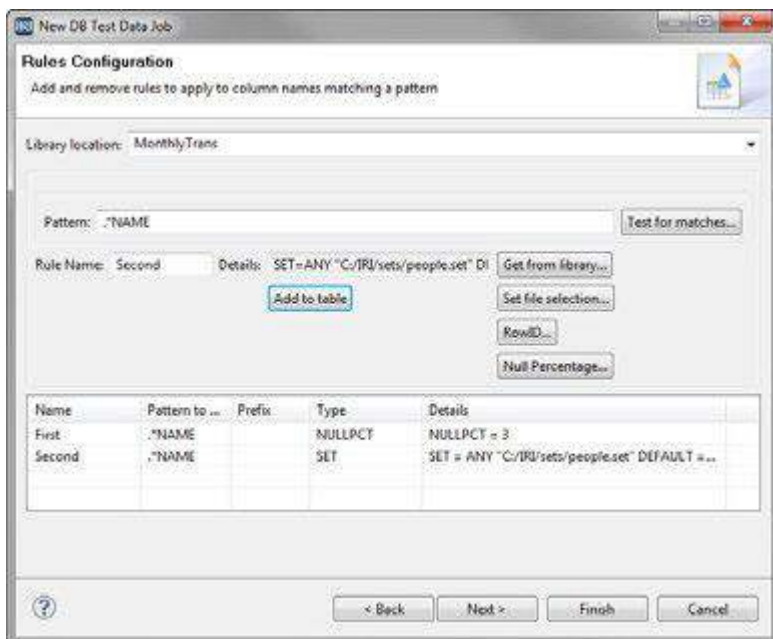 IRI New DB Test Data Job
Rules Configuration
Add and remove rules to apply to column names matching a pattern
Library location: MonthlyTrans
Pattern: .*NAME Test for matches...
Rule Name: Second Details: SET=ANY "C:/IRI/sets/people.set" DI Get from library...
Add to table Set file selection...
RowID...
Null Percentage...
Name Pattern to ... Prefix Type Details
First .*NAME NULLPCT NULLPCT = 3
Second .*NAME SET SET = ANY "C:/IRI/sets/people.set" DEFAULT =...
? < Back Next > Finish Cancel